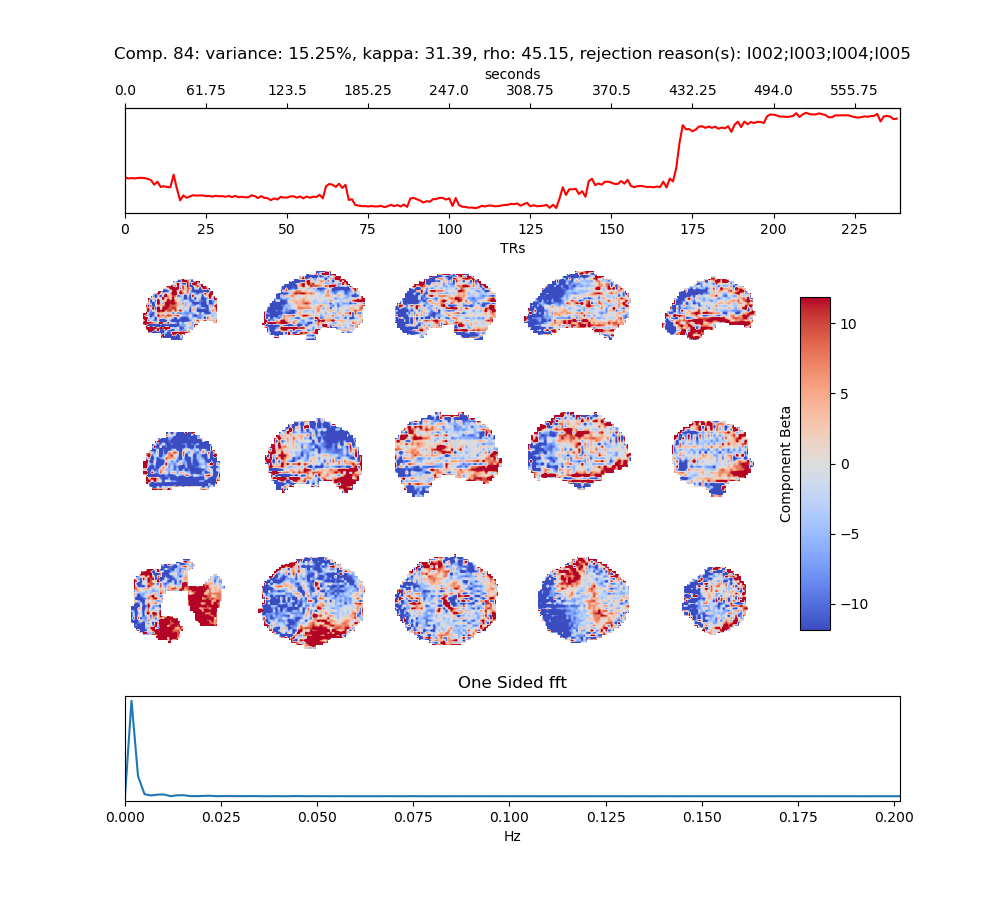 Comp. 84: variance: 15.25%, kappa: 31.39, rho: 45.15, rejection reason(s): I002;I003;I004;I005
seconds
0.0 61.75 123.5 185.25 247.0 308.75 370.5 432.25 494.0 555.75
0 25 50 75 100 125 150 175 200 225
TRs
10
5
0
−5
−10
Component Beta
One Sided fft
0.000 0.025 0.050 0.075 0.100 0.125 0.150 0.175 0.200
Hz